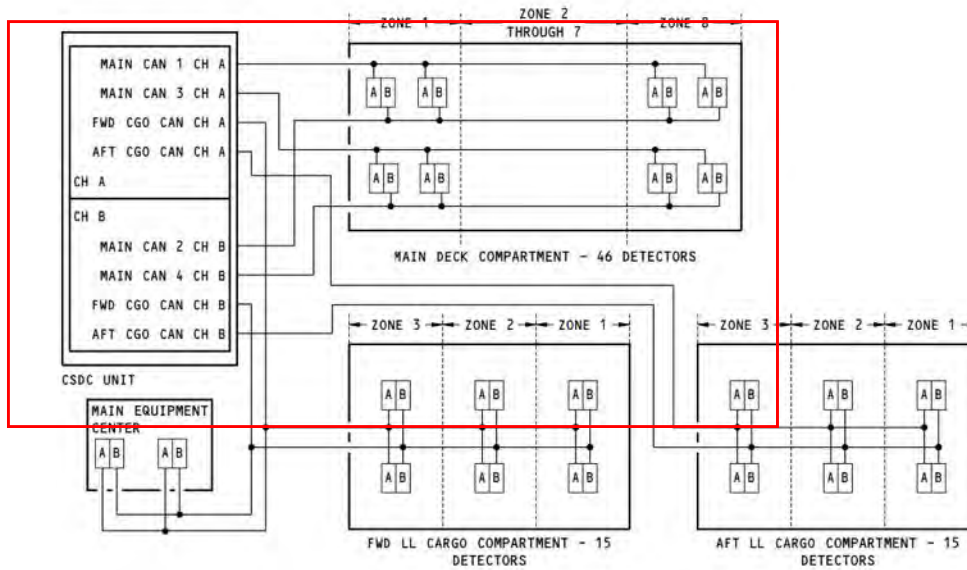 ZONE 1
ZONE 2
THROUGH 7
ZONE 8
MAIN CAN 1 CH A
MAIN CAN 3 CH A
FWD CGO CAN CH A
AFT CGO CAN CH A
CH A
CH B
MAIN CAN 2 CH B
MAIN CAN 4 CH B
FWD CGO CAN CH B
AFT CGO CAN CH B
CSDC UNIT
A B A B A B A B
A B A B A B A B
MAIN DECK COMPARTMENT - 46 DETECTORS
ZONE 3 ZONE 2 ZONE 1
ZONE 3 ZONE 2 ZONE 1
MAIN EQUIPMENT
CENTER
A B A B
A B A B A B
A B A B A B
FWD LL CARGO COMPARTMENT - 15
DETECTORS
A B A B A B
A B A B A B
AFT LL CARGO COMPARTMENT - 15
DETECTORS